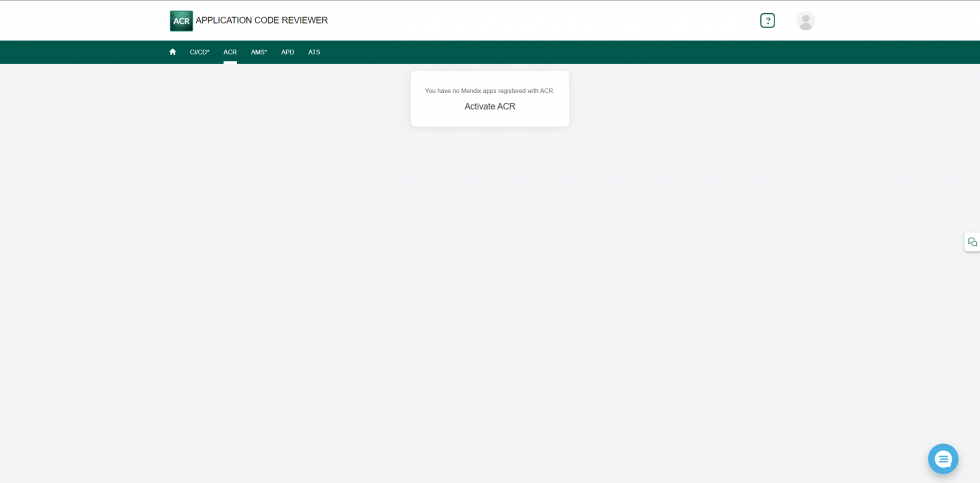 ACR APPLICATION CODE REVIEWER
?
CI/CD* ACR AMS* APD ATS
You have no Mendix apps registered with ACR.
Activate ACR